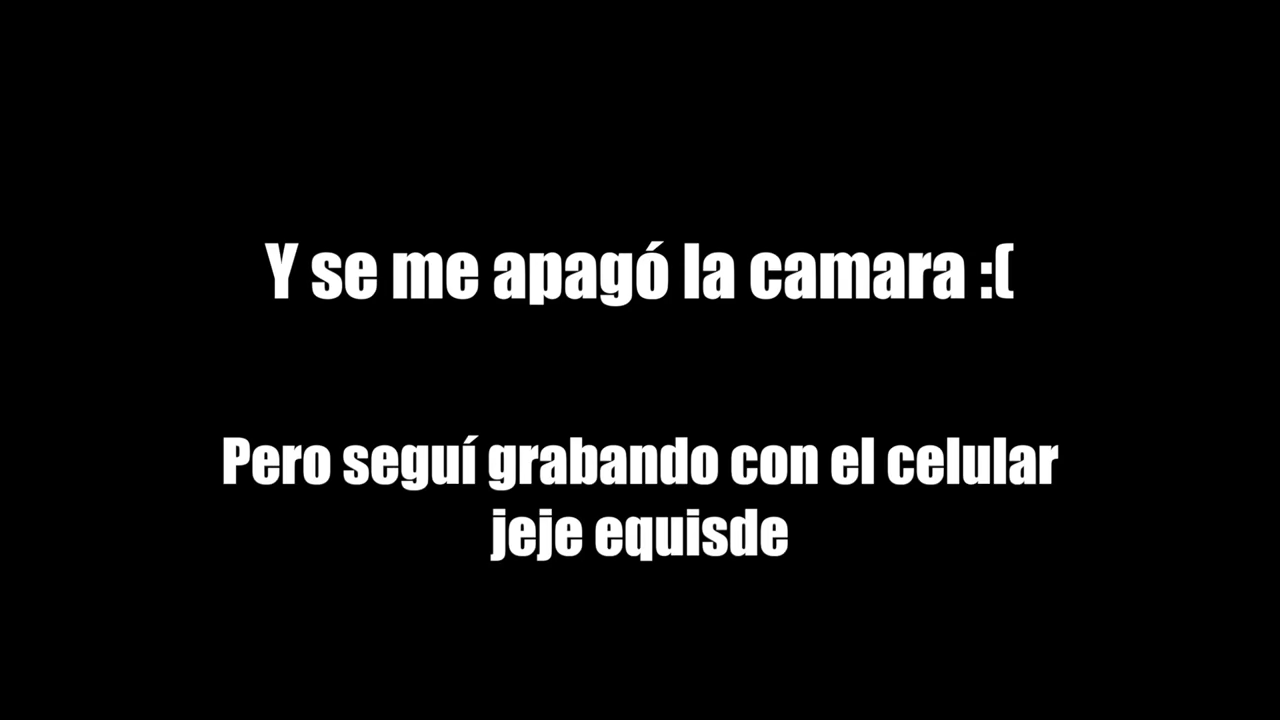 Y se me apagó la camara :(
Pero seguí grabando con el celular
jeje equisde